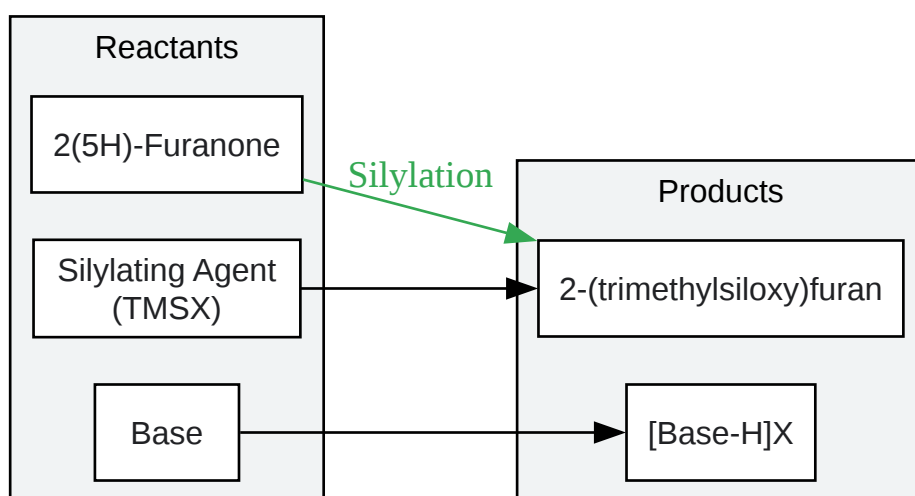 Reactants
2(5H)-Furanone
Silylation
Silylating Agent
(TMSX)
Base
Products
2-(trimethylsiloxy)furan
[Base-H]X